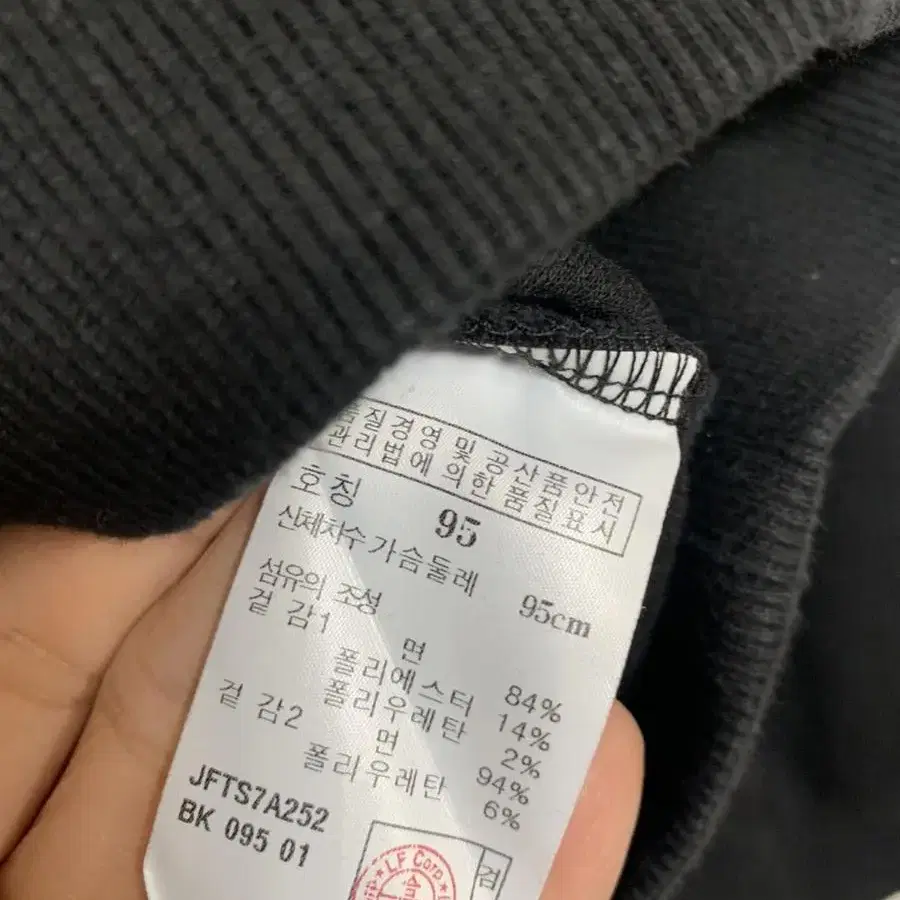 품질경영 및 공산품안전
관리법에 의한 품질표시
호칭 95
신체치수 가슴둘레 95cm
섬유의 조성
겉 감1 면 84%
폴리에스터 14%
폴리우레탄 2%
겉 감2 면 94%
폴리우레탄 6%
JFTS7A252
BK 095 01
LF Corp
검